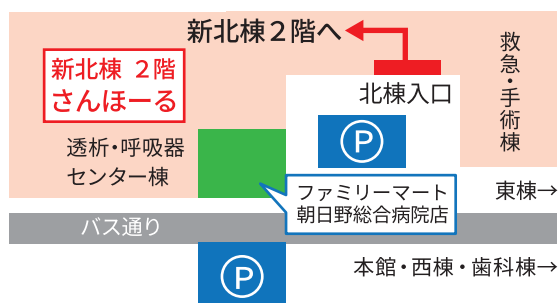 新北棟2階へ
新北棟 2階
さんほーる
救急・手術棟
北棟入口
P
透析・呼吸器
センター棟
ファミリーマート
朝日野総合病院店
東棟→
バス通り
P
本館・西棟・歯科棟→